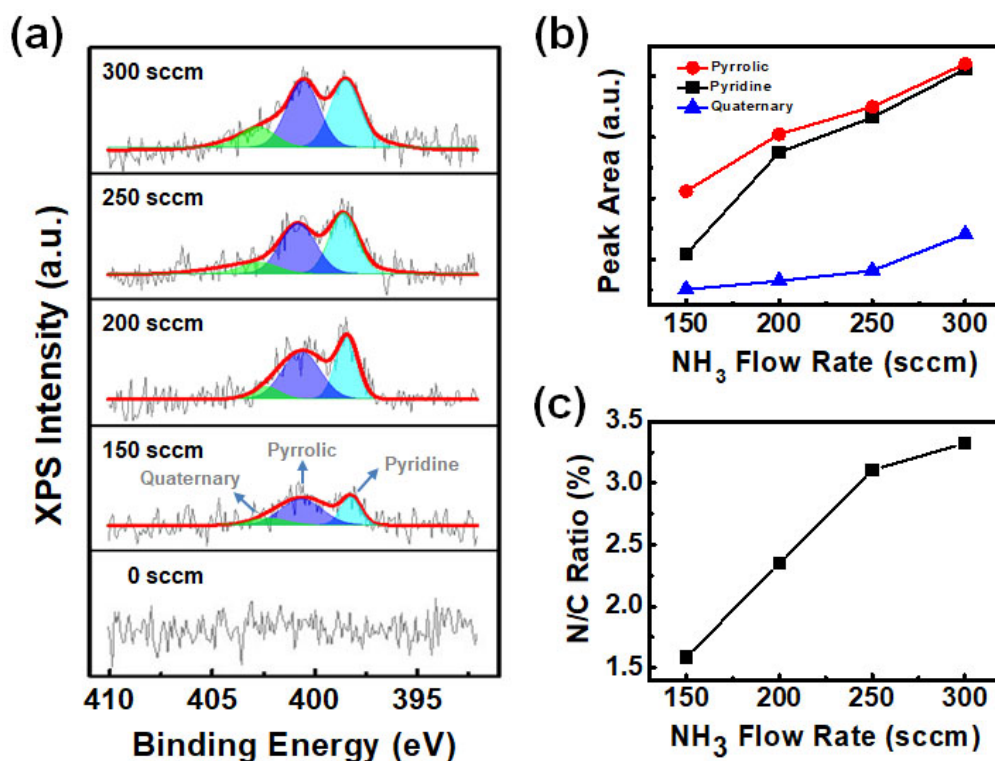 (a)
300 sccm
250 sccm
200 sccm
150 sccm
Pyrrolic
Quaternary
Pyridine
0 sccm
410 405 400 395
Binding Energy (eV)
XPS Intensity (a.u.)
(b)
Pyrrolic
Pyridine
Quaternary
Peak Area (a.u.)
150 200 250 300
NH₃ Flow Rate (sccm)
(c)
3.5
3.0
2.5
2.0
1.5
N/C Ratio (%)
150 200 250 300
NH₃ Flow Rate (sccm)